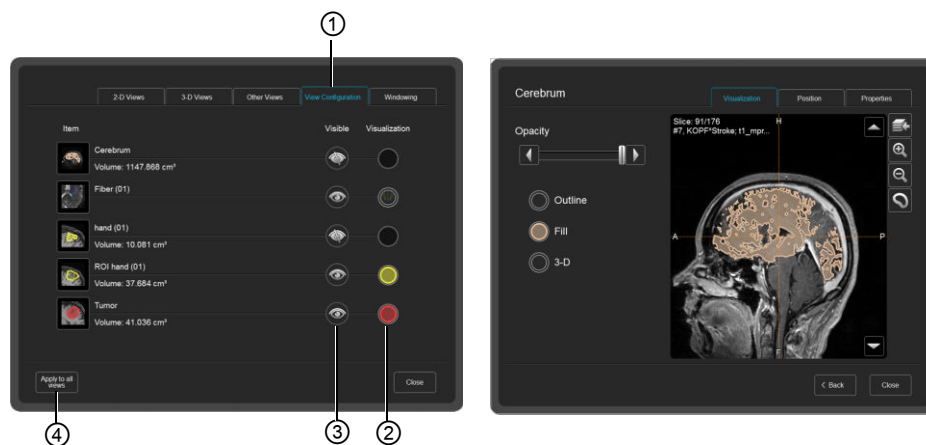 1
2-D Views 3-D Views Other Views View Configuration Windowing
Item Visible Visualization
Cerebrum
Volume: 1147.868 cm³
Fiber (01)
hand (01)
Volume: 10.081 cm³
ROI hand (01)
Volume: 37.684 cm³
Tumor
Volume: 41.036 cm³
Apply to all
views
Close
4
3
2
Cerebrum
Visualization Position Properties
Opacity
Slice: 91/176
#7, KOPF*Stroke; t1_mpr...
H
Outline
Fill
3-D
A
P
F
< Back
Close